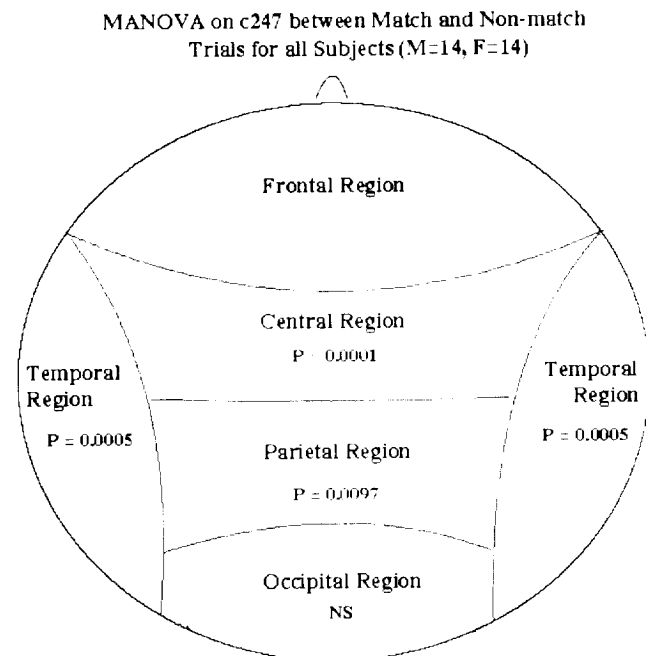 MANOVA on c247 between Match and Non-match
Trials for all Subjects (M=14, F=14)
Frontal Region
Central Region
P = 0.0001
Temporal
Region
P = 0.0005
Temporal
Region
P = 0.0005
Parietal Region
P = 0.0097
Occipital Region
NS